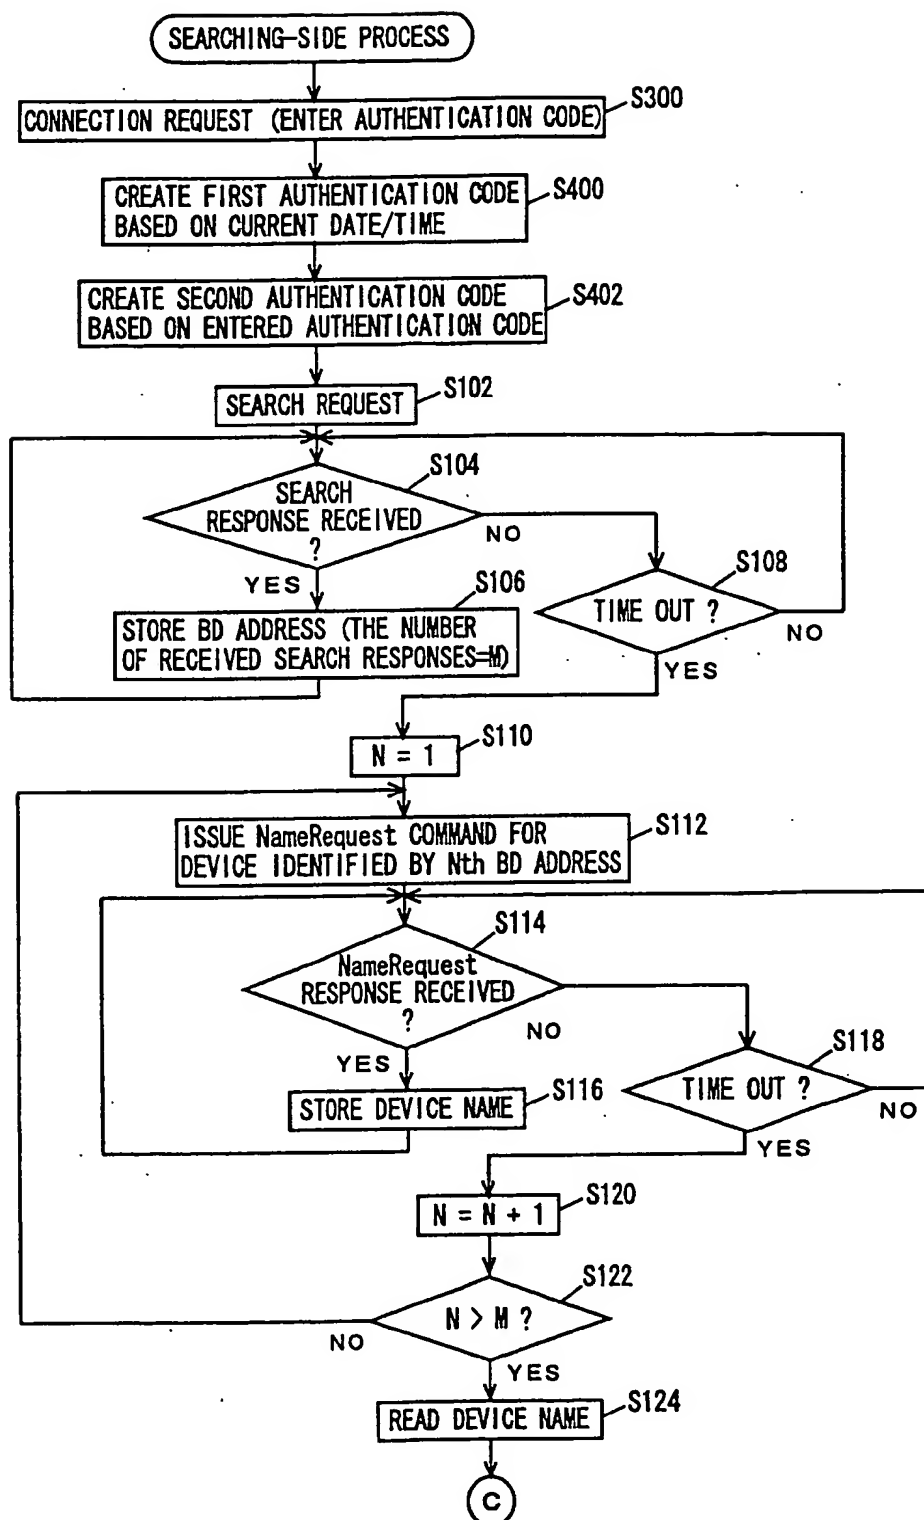 SEARCHING-SIDE PROCESS
CONNECTION REQUEST (ENTER AUTHENTICATION CODE)
S300
CREATE FIRST AUTHENTICATION CODE
BASED ON CURRENT DATE/TIME
S400
CREATE SECOND AUTHENTICATION CODE
BASED ON ENTERED AUTHENTICATION CODE
S402
SEARCH REQUEST
S102
SEARCH
RESPONSE RECEIVED
?
S104
NO
YES
STORE BD ADDRESS (THE NUMBER
OF RECEIVED SEARCH RESPONSES=M)
S106
TIME OUT ?
S108
NO
YES
N = 1
S110
ISSUE NameRequest COMMAND FOR
DEVICE IDENTIFIED BY Nth BD ADDRESS
S112
NameRequest
RESPONSE RECEIVED
?
S114
NO
YES
STORE DEVICE NAME
S116
TIME OUT ?
S118
NO
YES
N = N + 1
S120
N > M ?
S122
NO
YES
READ DEVICE NAME
S124
C